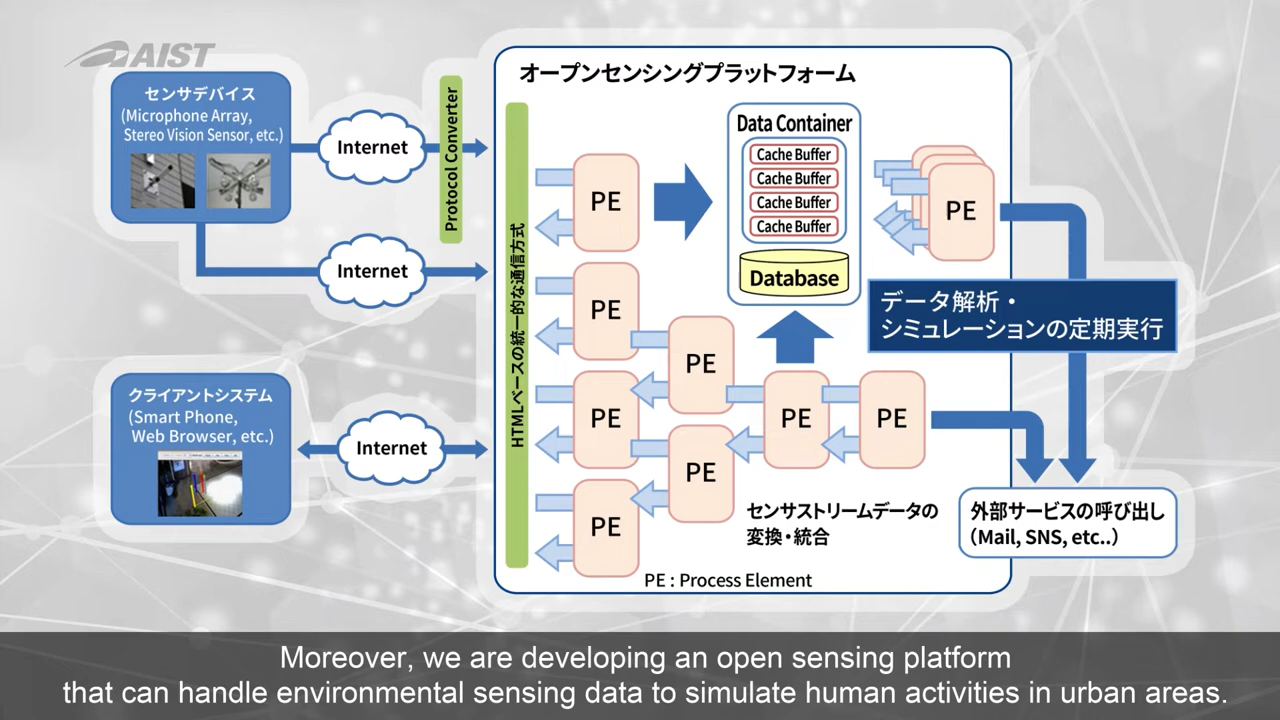 AIST
センサデバイス
(Microphone Array,
Stereo Vision Sensor, etc.)
Internet
Protocol Converter
Internet
クライアントシステム
(Smart Phone,
Web Browser, etc.)
Internet
オープンセンシングプラットフォーム
HTMLベースの統一的な通信方式
PE
PE
PE
PE
PE
PE
PE
PE
Data Container
Cache Buffer
Cache Buffer
Cache Buffer
Cache Buffer
Database
PE
データ解析・
シミュレーションの定期実行
センサストリームデータの
変換・統合
PE : Process Element
外部サービスの呼び出し
(Mail, SNS, etc..)
Moreover, we are developing an open sensing platform
that can handle environmental sensing data to simulate human activities in urban areas.